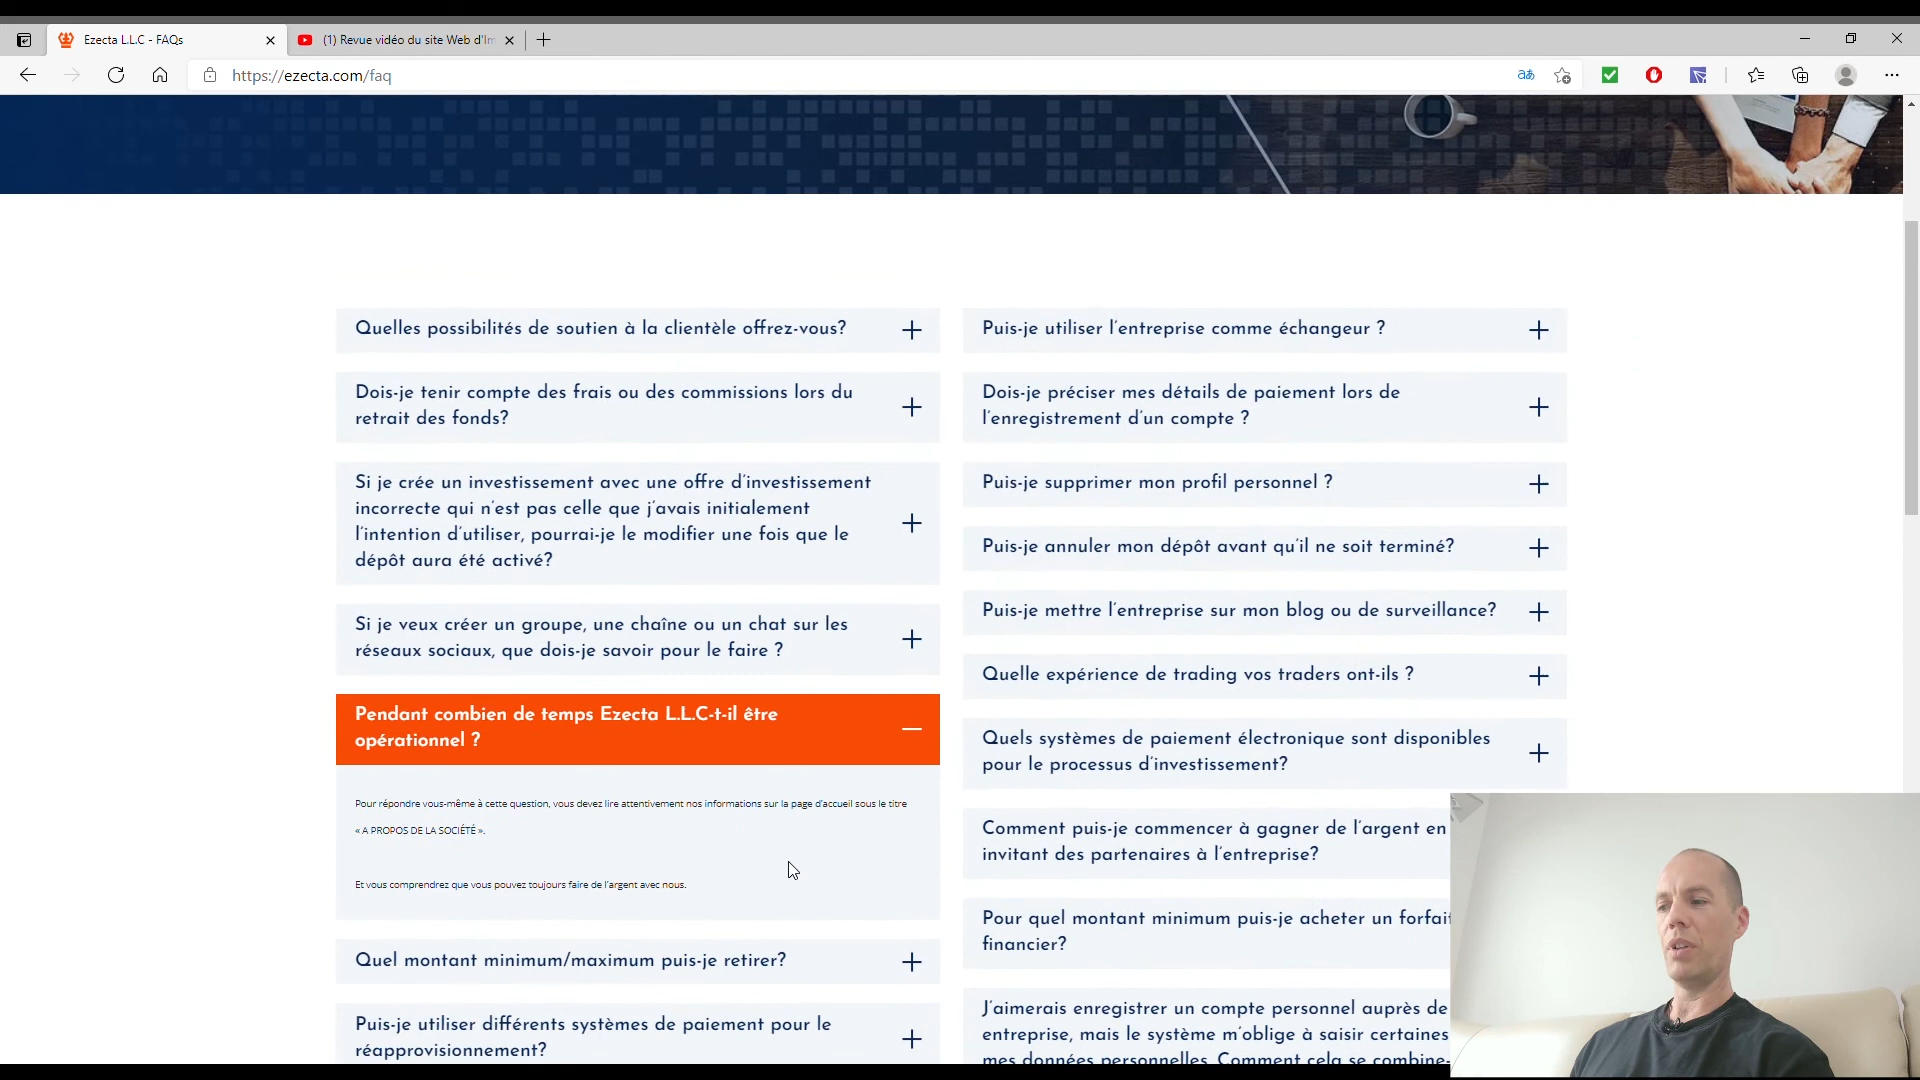 Ezecta L.L.C - FAQs
(1) Revue vidéo du site Web d'Im
https://ezecta.com/faq
Quelles possibilités de soutien à la clientèle offrez-vous?
Dois-je tenir compte des frais ou des commissions lors du
retrait des fonds?
Si je crée un investissement avec une offre d'investissement
incorrecte qui n'est pas celle que j'avais initialement
l'intention d'utiliser, pourrai-je le modifier une fois que le
dépôt aura été activé?
Si je veux créer un groupe, une chaîne ou un chat sur les
réseaux sociaux, que dois-je savoir pour le faire ?
Pendant combien de temps Ezecta L.L.C-t-il être
opérationnel ?
Pour répondre vous-même à cette question, vous devez lire attentivement nos informations sur la page d'accueil sous le titre
« A PROPOS DE LA SOCIÉTÉ ».
Et vous comprendrez que vous pouvez toujours faire de l'argent avec nous.
Quel montant minimum/maximum puis-je retirer?
Puis-je utiliser différents systèmes de paiement pour le
réapprovisionnement?
Puis-je utiliser l'entreprise comme échangeur ?
Dois-je préciser mes détails de paiement lors de
l'enregistrement d'un compte ?
Puis-je supprimer mon profil personnel ?
Puis-je annuler mon dépôt avant qu'il ne soit terminé?
Puis-je mettre l'entreprise sur mon blog ou de surveillance?
Quelle expérience de trading vos traders ont-ils ?
Quels systèmes de paiement électronique sont disponibles
pour le processus d'investissement?
Comment puis-je commencer à gagner de l'argent en
invitant des partenaires à l'entreprise?
Pour quel montant minimum puis-je acheter un forfait
financier?
J'aimerais enregistrer un compte personnel auprès de
entreprise, mais le système m'oblige à saisir certaines
mes données personnelles. Comment cela se combine-